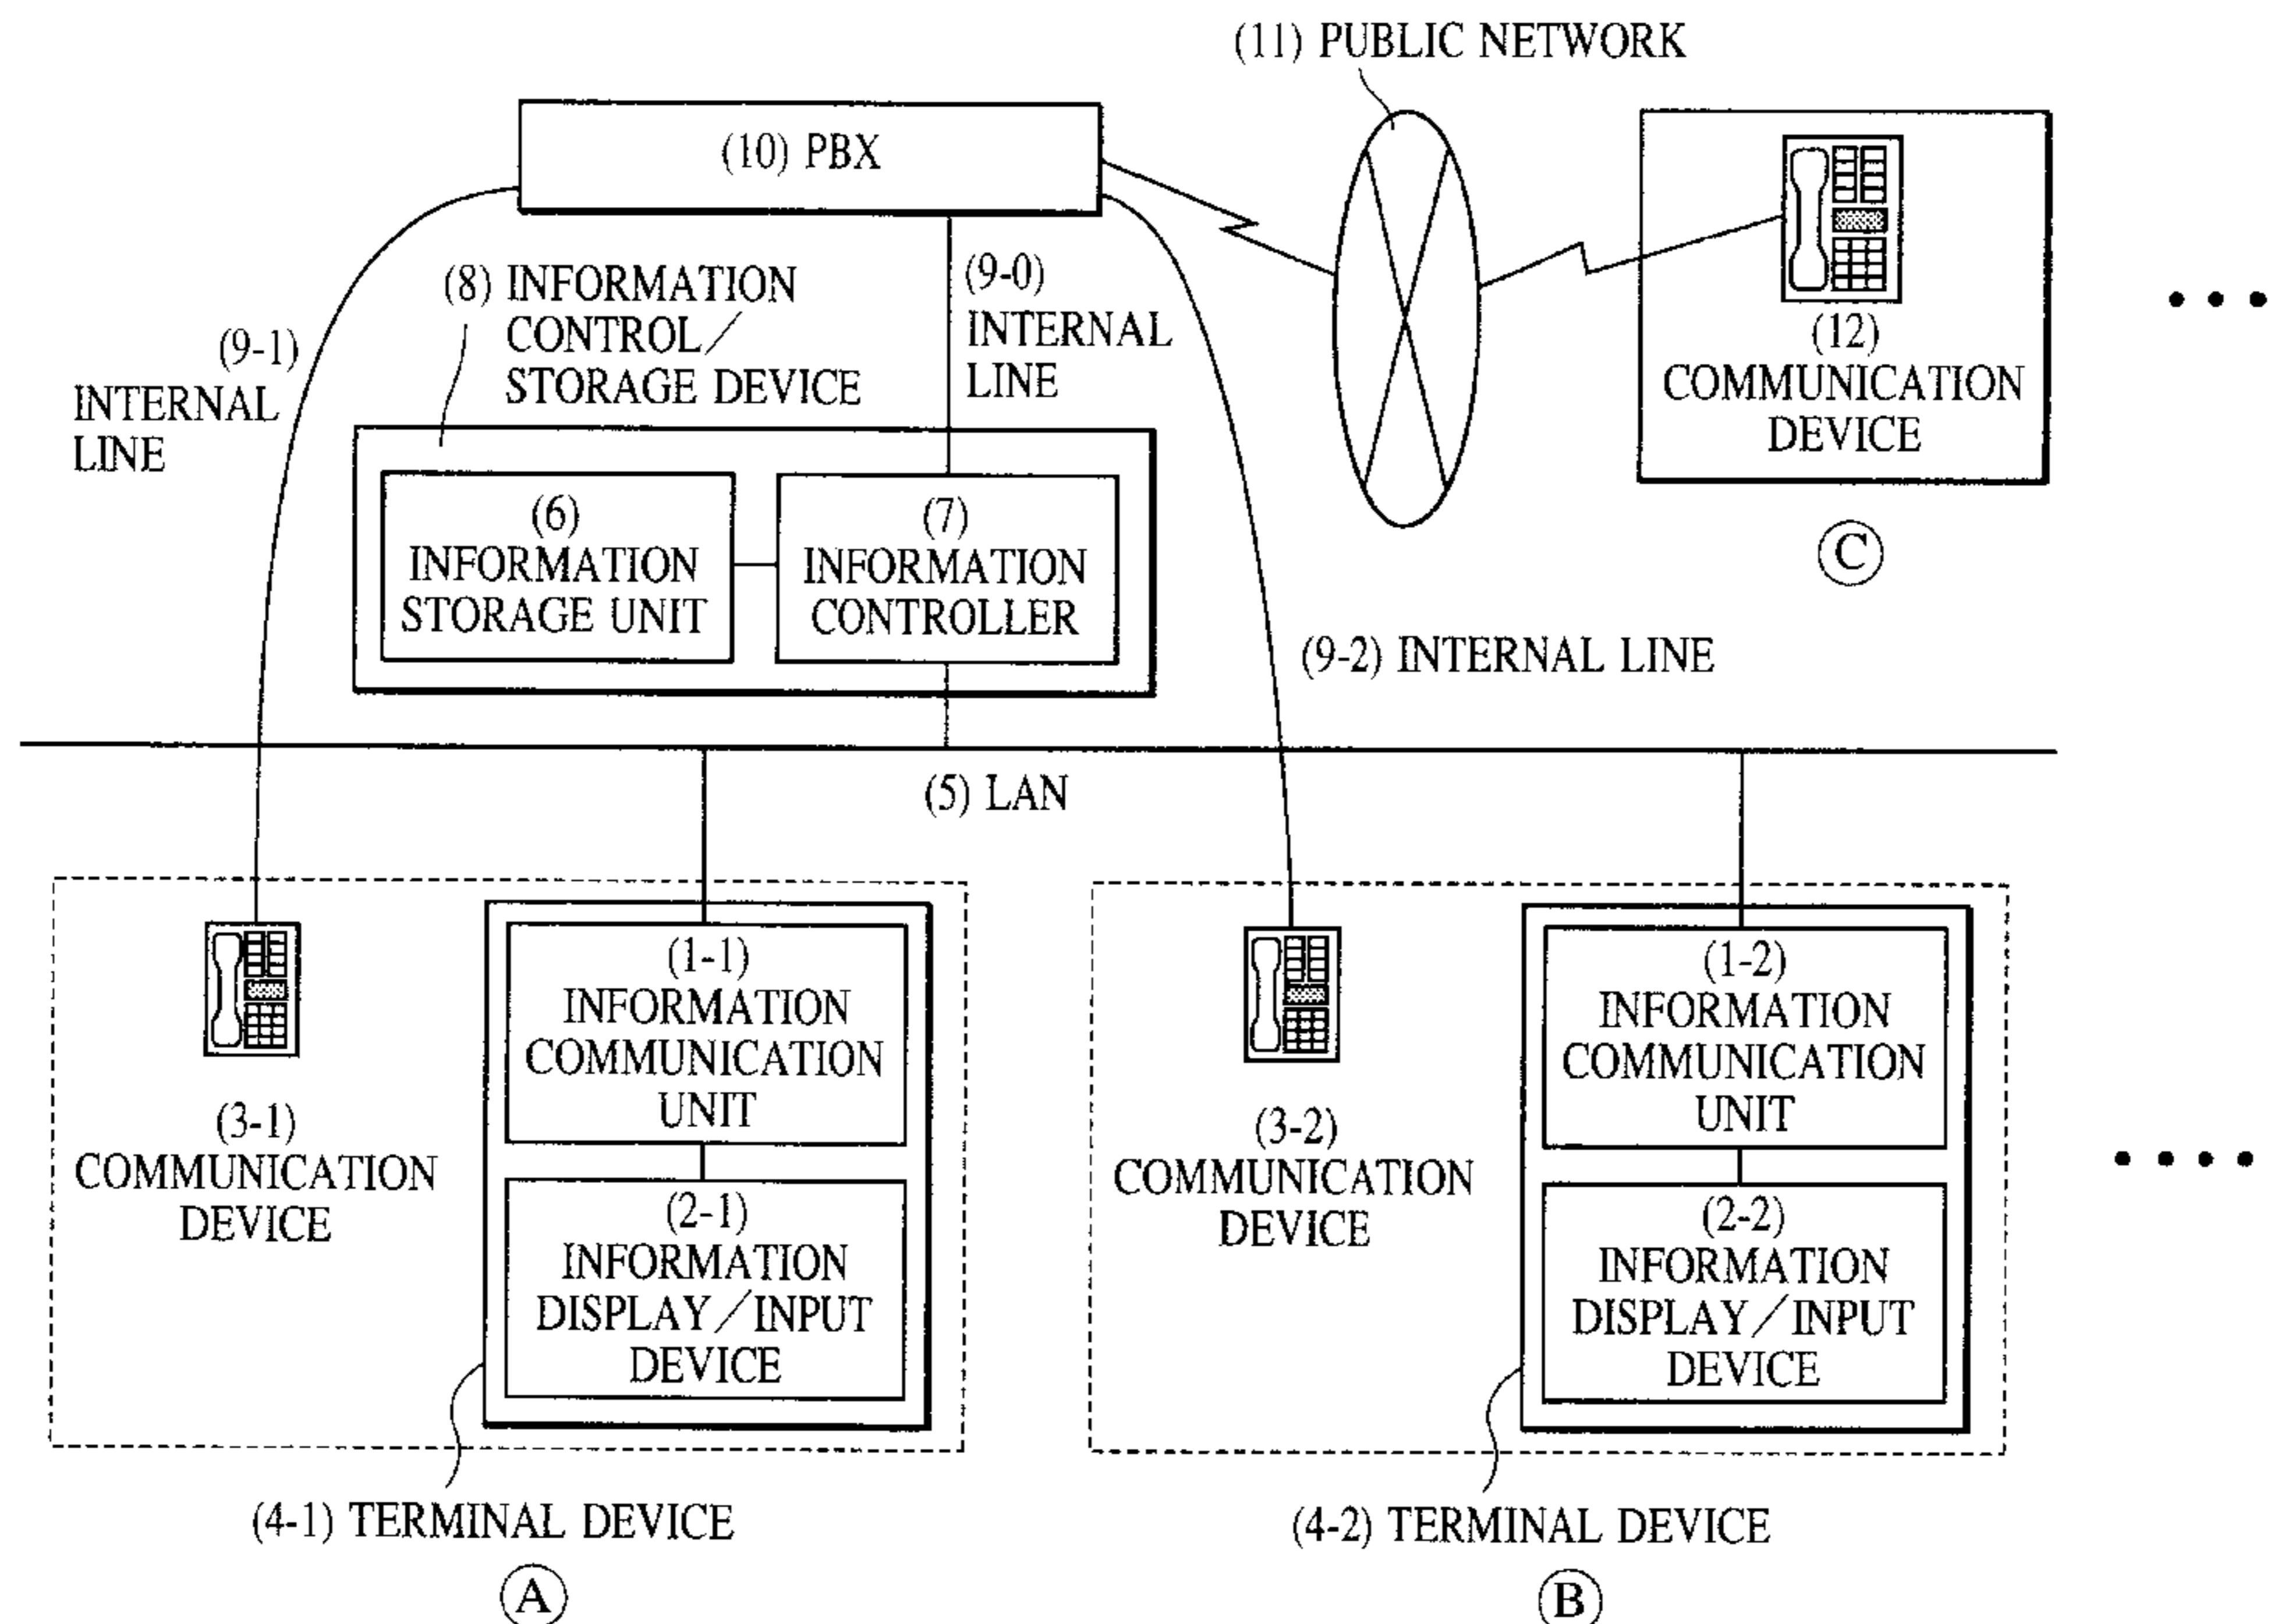 (11) PUBLIC NETWORK
(10) PBX
(8) INFORMATION
CONTROL/
STORAGE DEVICE
(9-0)
INTERNAL
LINE
(9-1)
INTERNAL
LINE
(12)
COMMUNICATION
DEVICE
C
(6)
INFORMATION
STORAGE UNIT
(7)
INFORMATION
CONTROLLER
(9-2) INTERNAL LINE
(5) LAN
(3-1)
COMMUNICATION
DEVICE
(1-1)
INFORMATION
COMMUNICATION
UNIT
(2-1)
INFORMATION
DISPLAY/INPUT
DEVICE
(4-1) TERMINAL DEVICE
A
(3-2)
COMMUNICATION
DEVICE
(1-2)
INFORMATION
COMMUNICATION
UNIT
(2-2)
INFORMATION
DISPLAY/INPUT
DEVICE
(4-2) TERMINAL DEVICE
B